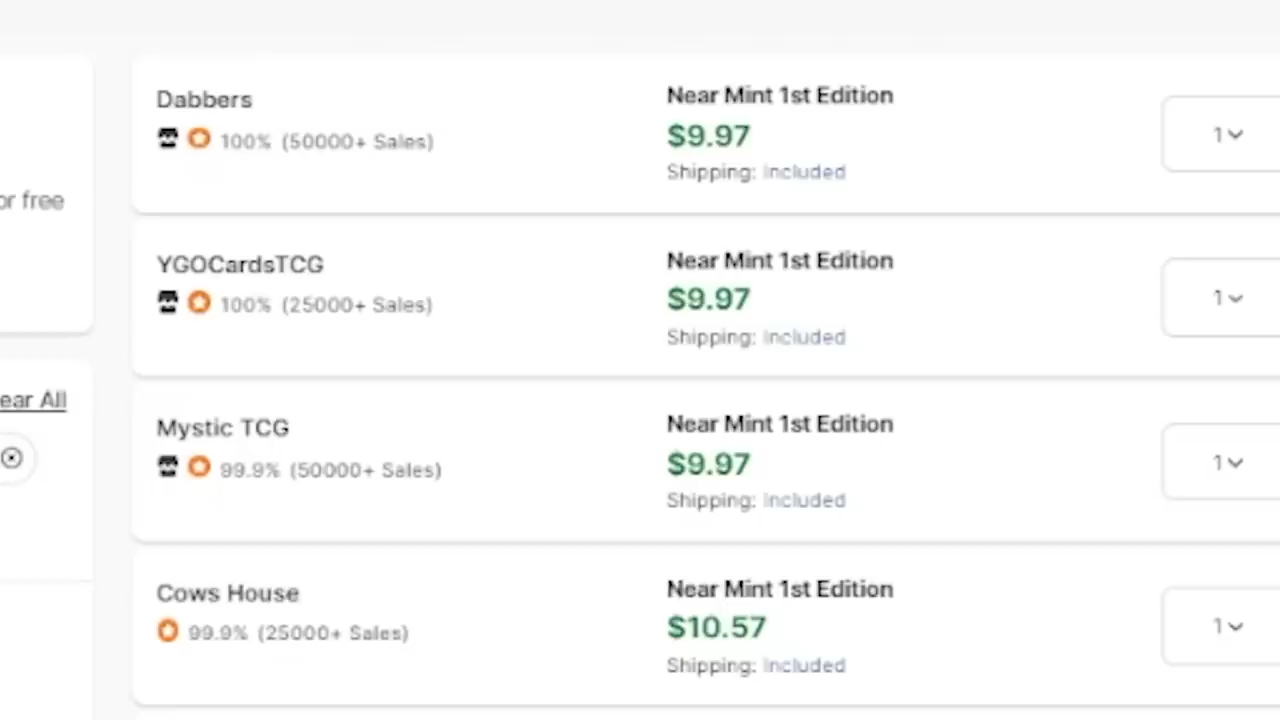 or free
ear All
Dabbers
100% (50000+ Sales)
Near Mint 1st Edition
$9.97
Shipping: Included
1
YGOCardsTCG
100% (25000+ Sales)
Near Mint 1st Edition
$9.97
Shipping: Included
1
Mystic TCG
99.9% (50000+ Sales)
Near Mint 1st Edition
$9.97
Shipping: Included
1
Cows House
99.9% (25000+ Sales)
Near Mint 1st Edition
$10.57
Shipping: Included
1